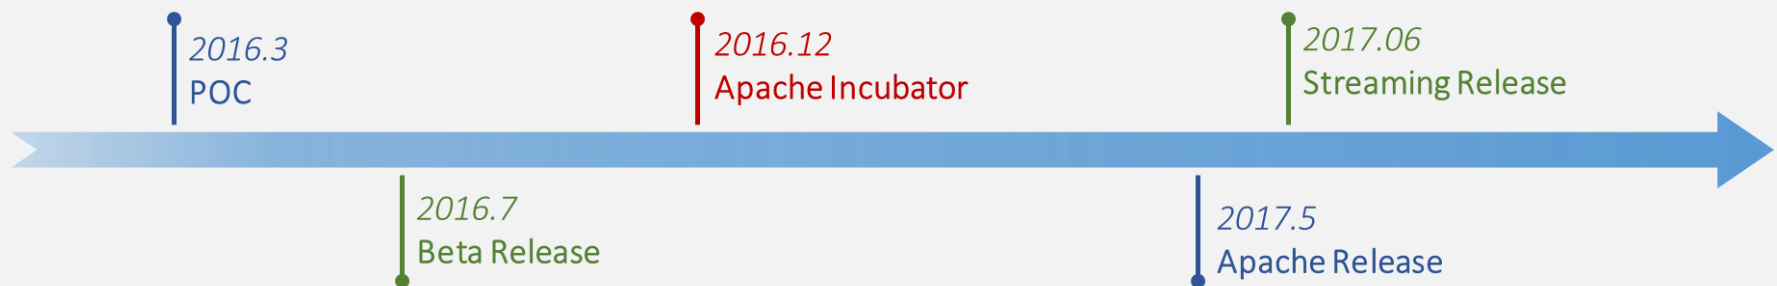 2016.3
POC
2016.7
Beta Release
2016.12
Apache Incubator
2017.5
Apache Release
2017.06
Streaming Release